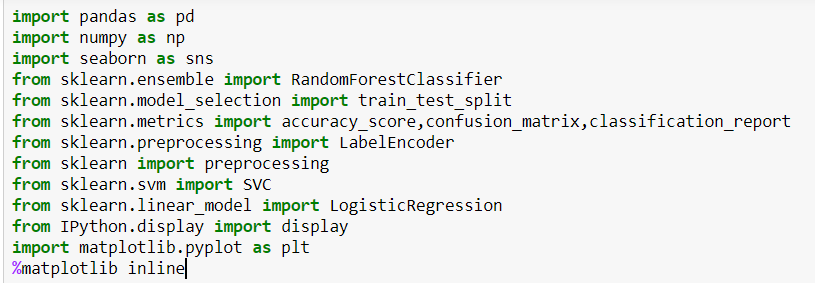 import pandas as pd
import numpy as np
import seaborn as sns
from sklearn.ensemble import RandomForestClassifier
from sklearn.model_selection import train_test_split
from sklearn.metrics import accuracy_score,confusion_matrix,classification_report
from sklearn.preprocessing import LabelEncoder
from sklearn import preprocessing
from sklearn.svm import SVC
from sklearn.linear_model import LogisticRegression
from IPython.display import display
import matplotlib.pyplot as plt
%matplotlib inline